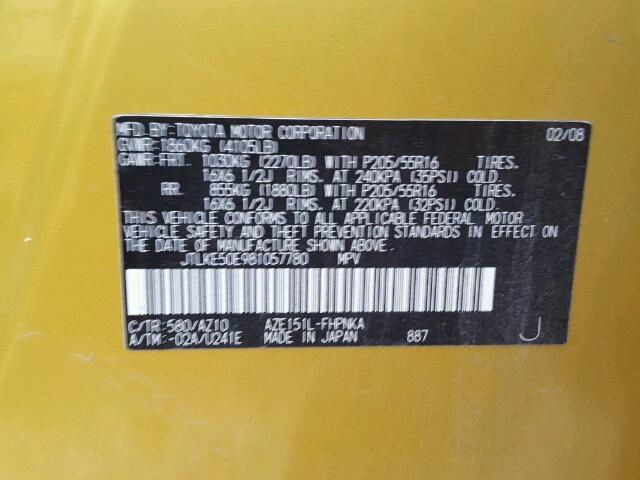 MFD. BY: TOYOTA MOTOR CORPORATION 02/08
GVWR: 1860KG (4105LB)
GAWR: FRT. 1030KG (2270LB) WITH P205/55R16 TIRES.
16X6 1/2J RIMS. AT 240KPA (35PSI) COLD.
RR. 855KG (1880LB) WITH P205/55R16 TIRES.
16X6 1/2J RIMS. AT 220KPA (32PSI) COLD.
THIS VEHICLE CONFORMS TO ALL APPLICABLE FEDERAL MOTOR
VEHICLE SAFETY AND THEFT PREVENTION STANDARDS IN EFFECT ON
THE DATE OF MANUFACTURE SHOWN ABOVE.
JTLKE50E981057780 MPV
C/TR: 580/AZ10 AZE151L-FHPNKA
A/TM: -02A/U241E MADE IN JAPAN 887 J